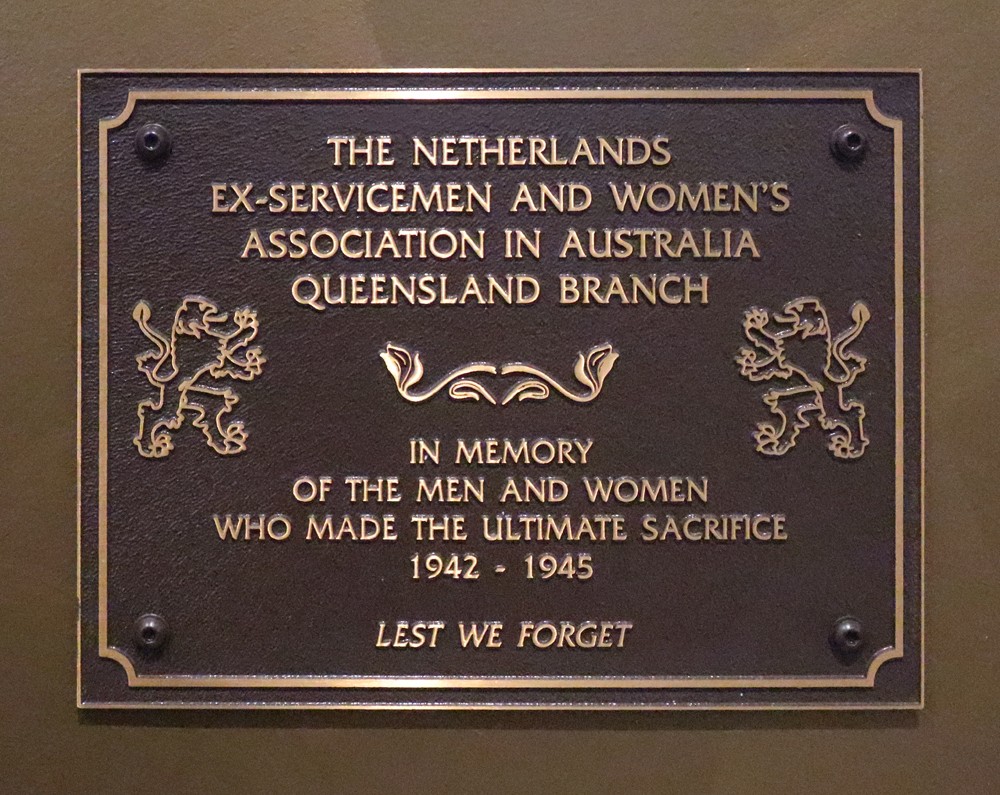 THE NETHERLANDS
EX-SERVICEMEN AND WOMEN'S
ASSOCIATION IN AUSTRALIA
QUEENSLAND BRANCH
IN MEMORY
OF THE MEN AND WOMEN
WHO MADE THE ULTIMATE SACRIFICE
1942 - 1945
LEST WE FORGET